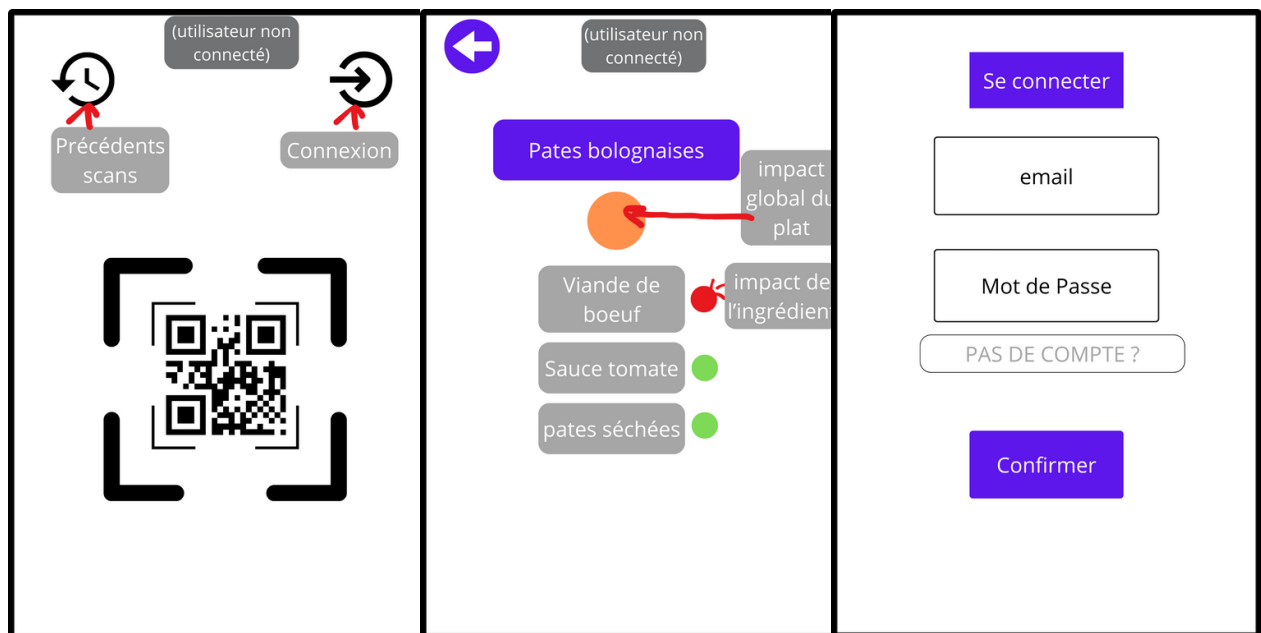 (utilisateur non
connecté)
Précédents
scans
Connexion
(utilisateur non
connecté)
Pates bolognaises
impact
global du
plat
Viande de
boeuf
impact de
l'ingrédien
Sauce tomate
pates séchées
Se connecter
email
Mot de Passe
PAS DE COMPTE ?
Confirmer